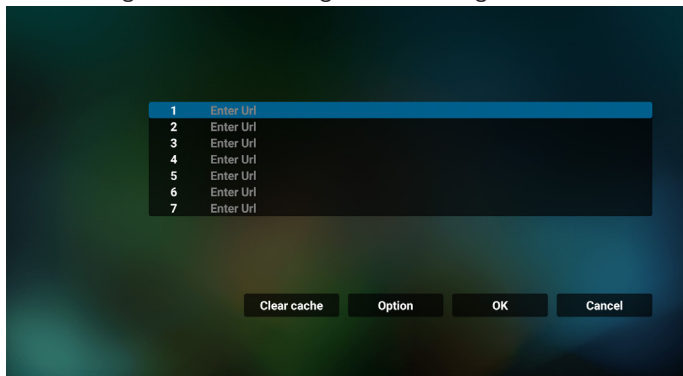 1 Enter Url
2 Enter Url
3 Enter Url
4 Enter Url
5 Enter Url
6 Enter Url
7 Enter Url
Clear cache Option OK Cancel